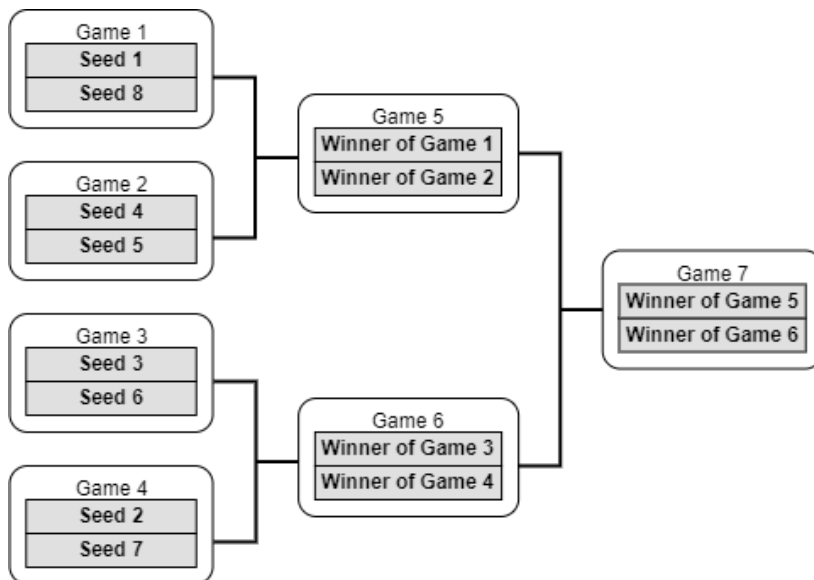 Game 1
Seed 1
Seed 8
Game 2
Seed 4
Seed 5
Game 3
Seed 3
Seed 6
Game 4
Seed 2
Seed 7
Game 5
Winner of Game 1
Winner of Game 2
Game 6
Winner of Game 3
Winner of Game 4
Game 7
Winner of Game 5
Winner of Game 6